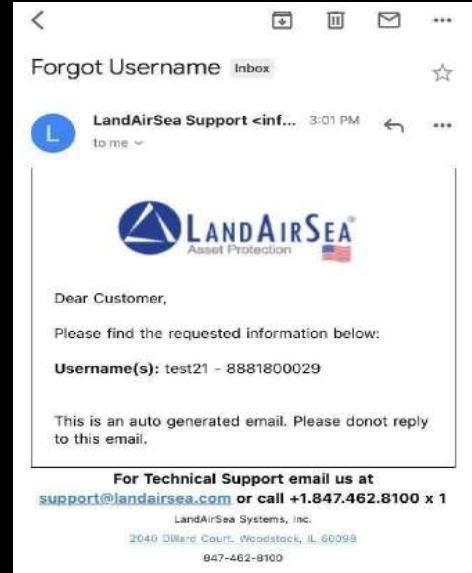 Forgot Username Inbox
L
LandAirSea Support <inf... 3:01 PM
to me
LANDAIRSEA®
Asset Protection
Dear Customer,
Please find the requested information below:
Username(s): test21 - 8881800029
This is an auto generated email. Please donot reply
to this email.
For Technical Support email us at
support@landairsea.com or call +1.847.462.8100 x 1
LandAirSea Systems, Inc.
2040 Dillard Court, Woodstock, IL 60098
847-462-8100